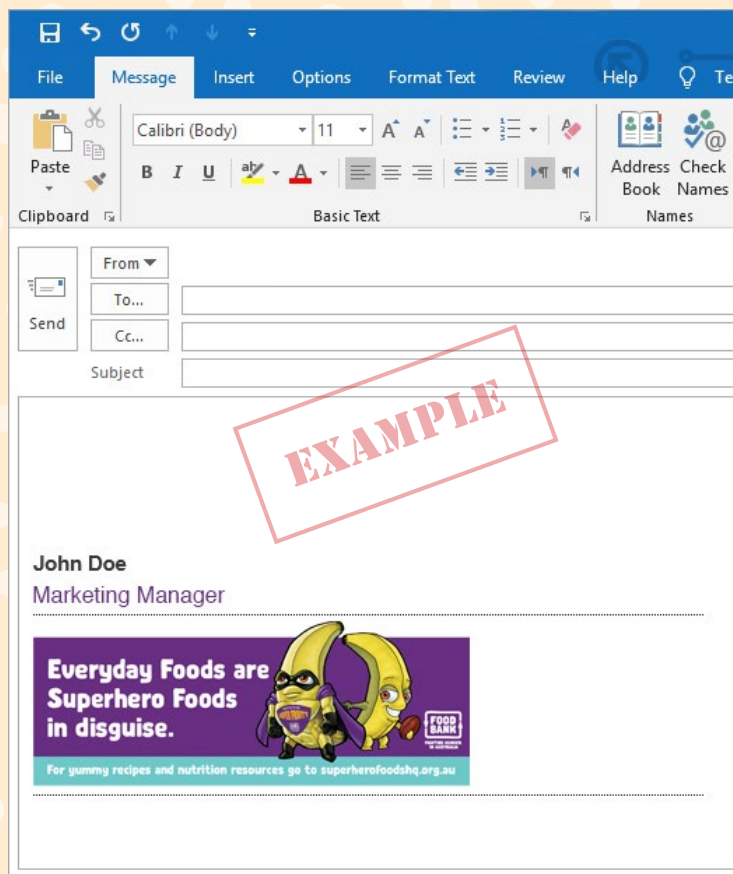 File Message Insert Options Format Text Review Help Te
Calibri (Body) 11
Paste
B I U
Address Book
Check Names
Clipboard Basic Text Names
From
To...
Send
Cc...
Subject
EXAMPLE
John Doe
Marketing Manager
Everyday Foods are
Superhero Foods
in disguise.
FOOD
BANK
For yummy recipes and nutrition resources go to superherofoodshq.org.au